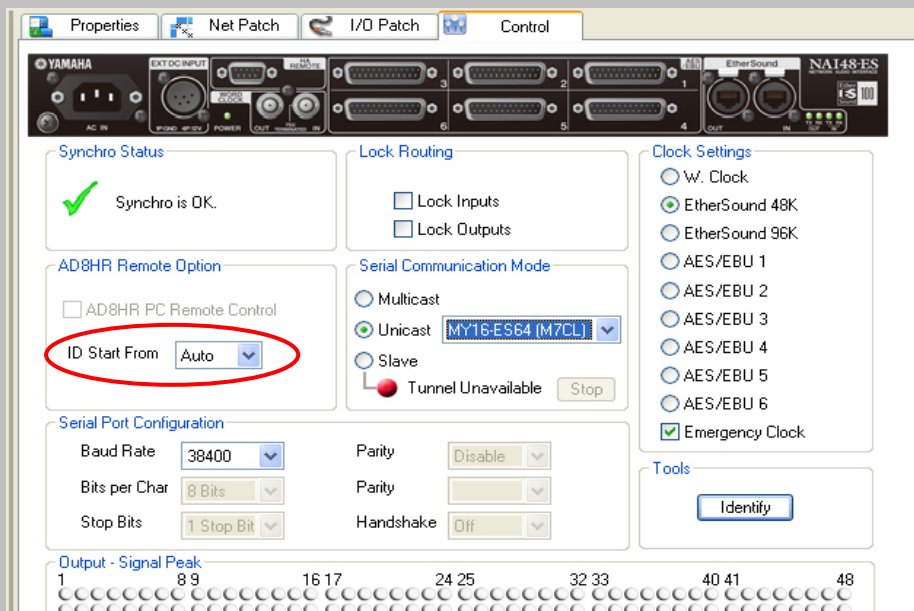 Properties
Net Patch
I/O Patch
Control
YAMAHA
EXT DC INPUT
HA REMOTE
AES/EBU
EtherSound
NAI48-ES
NETWORK AUDIO INTERFACE
3
2
1
ES 100
WORD CLOCK
AC IN
POWER
OUT
IN
6
5
4
OUT
IN
Synchro Status
Synchro is OK.
Lock Routing
Lock Inputs
Lock Outputs
Clock Settings
W. Clock
EtherSound 48K
EtherSound 96K
AES/EBU 1
AES/EBU 2
AES/EBU 3
AES/EBU 4
AES/EBU 5
AES/EBU 6
Emergency Clock
AD8HR Remote Option
AD8HR PC Remote Control
ID Start From Auto
Serial Communication Mode
Multicast
Unicast MY16-ES64 (M7CL)
Slave
Tunnel Unavailable Stop
Serial Port Configuration
Baud Rate 38400 Parity Disable
Bits per Char 8 Bits Parity
Stop Bits 1 Stop Bit Handshake Off
Tools
Identify
Output - Signal Peak
1 8 9 16 17 24 25 32 33 40 41 48